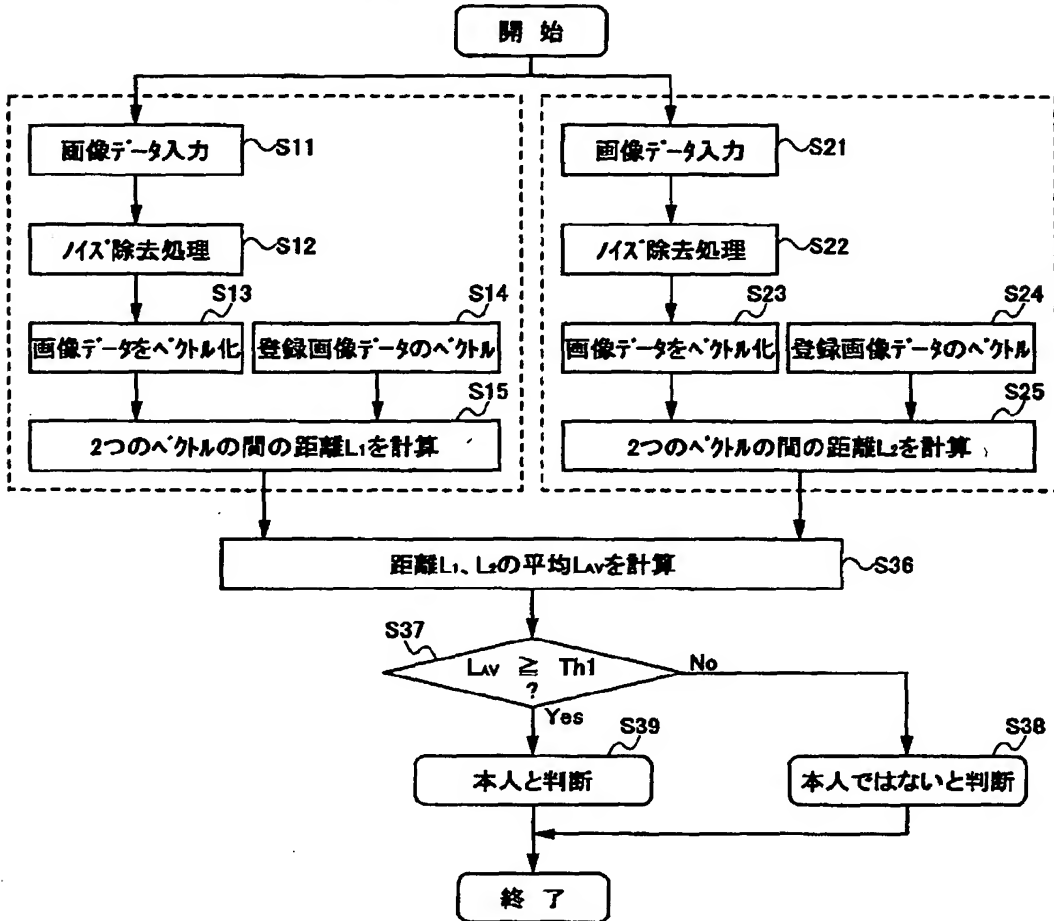 開 始
画像データ入力
S11
ノイズ除去処理
S12
S13
画像データをベクトル化
S14
登録画像データのベクトル
S15
2つのベクトルの間の距離L₁を計算
画像データ入力
S21
ノイズ除去処理
S22
S23
画像データをベクトル化
S24
登録画像データのベクトル
S25
2つのベクトルの間の距離L₂を計算
距離L₁、L₂の平均LAVを計算
S36
S37
LAV ≧ Th1
?
No
Yes
S39
本人と判断
S38
本人ではないと判断
終 了